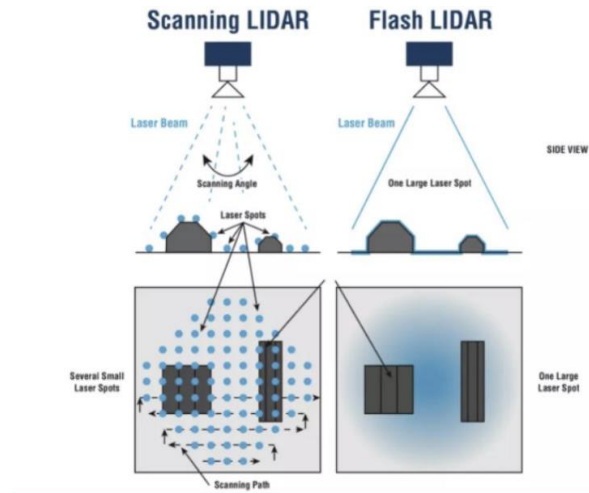 Scanning LIDAR
Flash LIDAR
Laser Beam
Laser Beam
SIDE VIEW
Scanning Angle
One Large Laser Spot
Laser Spots
Several Small
Laser Spots
One Large
Laser Spot
Scanning Path